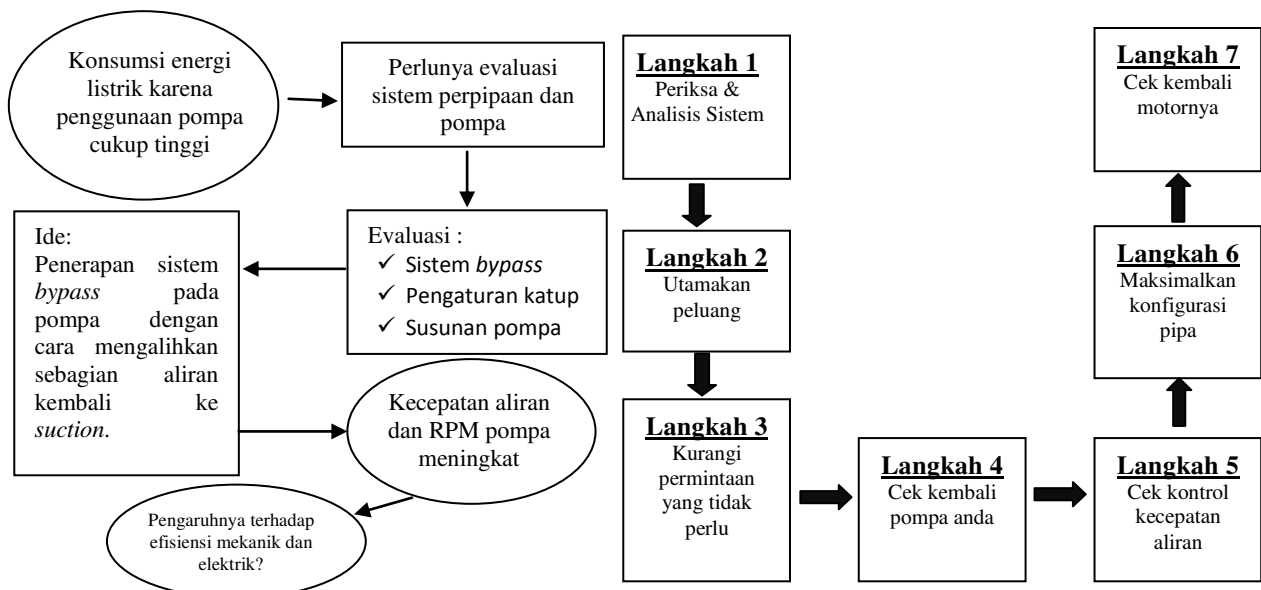 Konsumsi energi
listrik karena
penggunaan pompa
cukup tinggi
Perlunya evaluasi
sistem perpipaan dan
pompa
Evaluasi :
✓ Sistem bypass
✓ Pengaturan katup
✓ Susunan pompa
Ide:
Penerapan sistem
bypass pada
pompa dengan
cara mengalihkan
sebagian aliran
kembali ke
suction.
Kecepatan aliran
dan RPM pompa
meningkat
Pengaruhnya terhadap
efisiensi mekanik dan
elektrik?
Langkah 1
Periksa &
Analisis Sistem
Langkah 2
Utamakan
peluang
Langkah 3
Kurangi
permintaan
yang tidak
perlu
Langkah 4
Cek kembali
pompa anda
Langkah 5
Cek kontrol
kecepatan
aliran
Langkah 6
Maksimalkan
konfigurasi
pipa
Langkah 7
Cek kembali
motornya